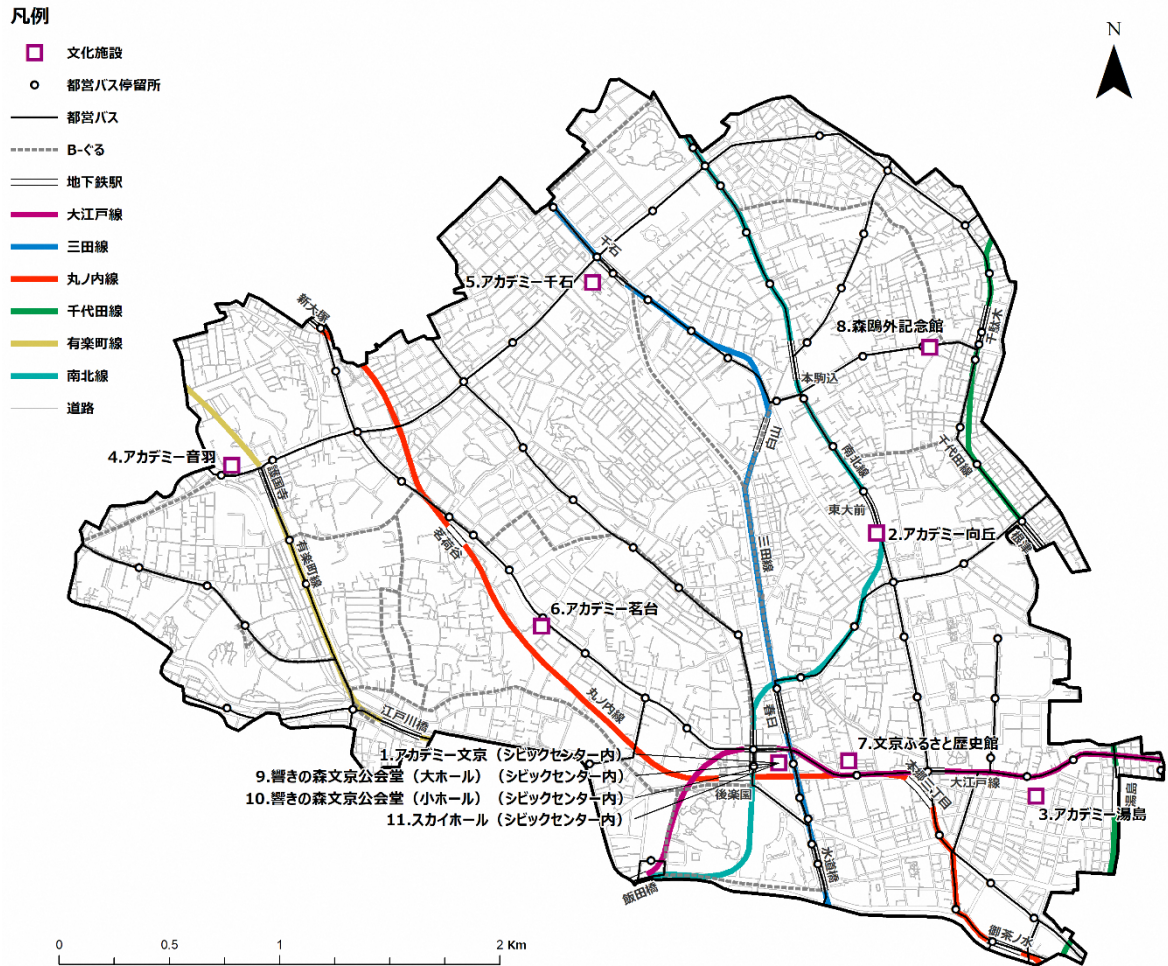 凡例
文化施設
都営バス停留所
都営バス
B-ぐる
地下鉄駅
大江戸線
三田線
丸ノ内線
千代田線
有楽町線
南北線
道路
N
千石
5.アカデミー千石
新大塚
8.森鷗外記念館
千駄木
本駒込
白山
南北線
千代田線
4.アカデミー音羽
護国寺
東大前
2.アカデミー向丘
根津
有楽町線
茗荷谷
三田線
6.アカデミー茗台
丸ノ内線
江戸川橋
春日
7.文京ふるさと歴史館
1.アカデミー文京（シビックセンター内）
9.響きの森文京公会堂（大ホール）（シビックセンター内）
10.響きの森文京公会堂（小ホール）（シビックセンター内）
11.スカイホール（シビックセンター内）
後楽園
本郷三丁目
大江戸線
湯島
3.アカデミー湯島
水道橋
飯田橋
御茶ノ水
0 0.5 1 2 Km